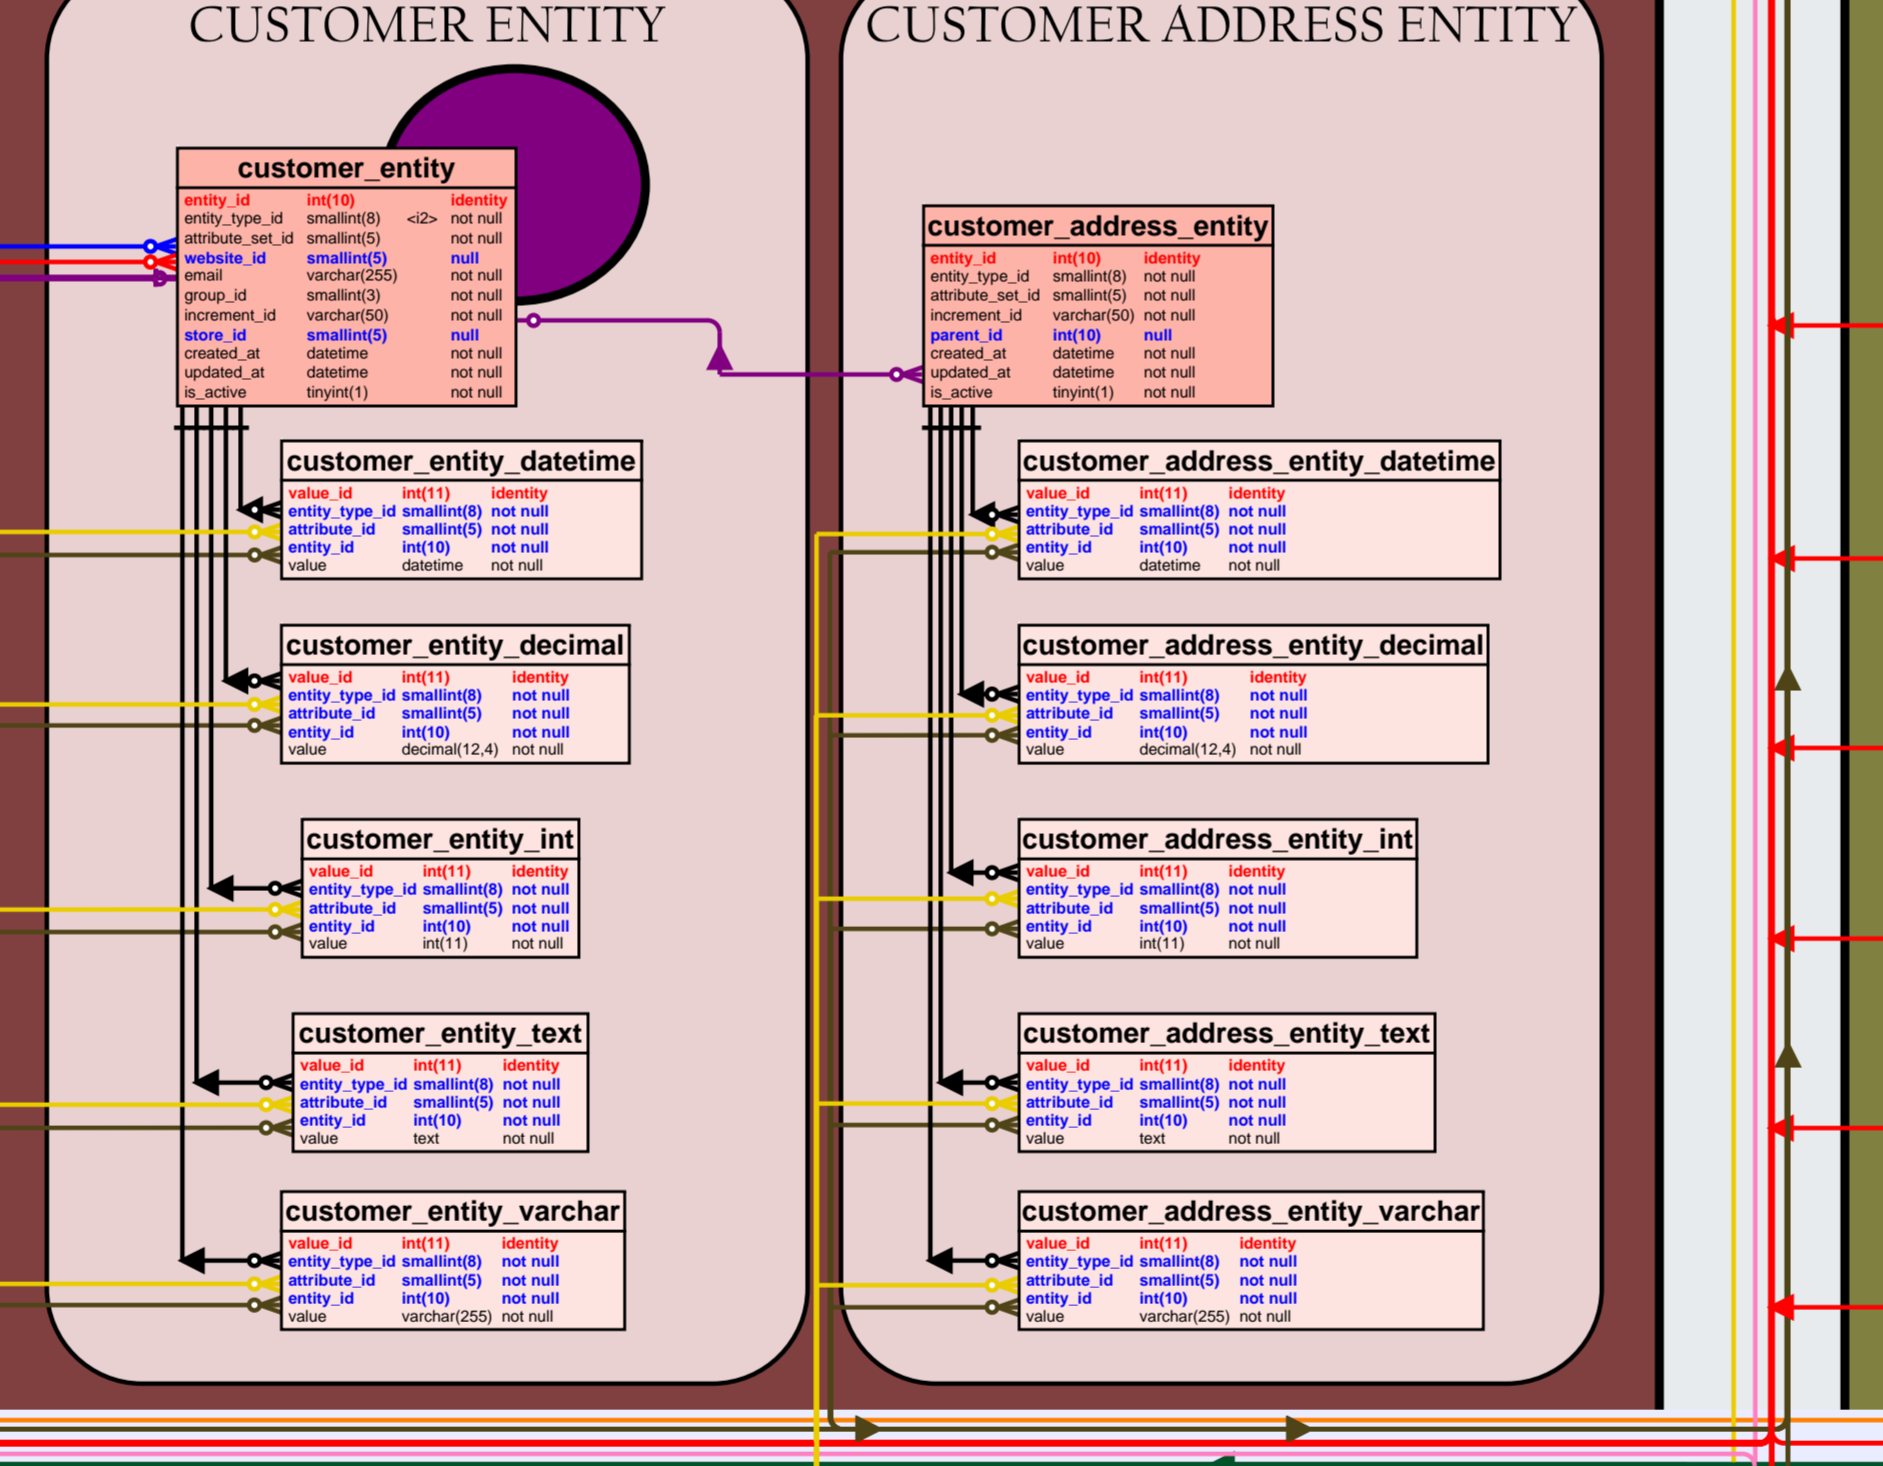 CUSTOMER ENTITY
customer_entity
entity_id int(10) identity
entity_type_id smallint(8) <i2> not null
attribute_set_id smallint(5) not null
website_id smallint(5) null
email varchar(255) not null
group_id smallint(3) not null
increment_id varchar(50) not null
store_id smallint(5) null
created_at datetime not null
updated_at datetime not null
is_active tinyint(1) not null
customer_entity_datetime
value_id int(11) identity
entity_type_id smallint(8) not null
attribute_id smallint(5) not null
entity_id int(10) not null
value datetime not null
customer_entity_decimal
value_id int(11) identity
entity_type_id smallint(8) not null
attribute_id smallint(5) not null
entity_id int(10) not null
value decimal(12,4) not null
customer_entity_int
value_id int(11) identity
entity_type_id smallint(8) not null
attribute_id smallint(5) not null
entity_id int(10) not null
value int(11) not null
customer_entity_text
value_id int(11) identity
entity_type_id smallint(8) not null
attribute_id smallint(5) not null
entity_id int(10) not null
value text not null
customer_entity_varchar
value_id int(11) identity
entity_type_id smallint(8) not null
attribute_id smallint(5) not null
entity_id int(10) not null
value varchar(255) not null
CUSTOMER ADDRESS ENTITY
customer_address_entity
entity_id int(10) identity
entity_type_id smallint(8) not null
attribute_set_id smallint(5) not null
increment_id varchar(50) not null
parent_id int(10) null
created_at datetime not null
updated_at datetime not null
is_active tinyint(1) not null
customer_address_entity_datetime
value_id int(11) identity
entity_type_id smallint(8) not null
attribute_id smallint(5) not null
entity_id int(10) not null
value datetime not null
customer_address_entity_decimal
value_id int(11) identity
entity_type_id smallint(8) not null
attribute_id smallint(5) not null
entity_id int(10) not null
value decimal(12,4) not null
customer_address_entity_int
value_id int(11) identity
entity_type_id smallint(8) not null
attribute_id smallint(5) not null
entity_id int(10) not null
value int(11) not null
customer_address_entity_text
value_id int(11) identity
entity_type_id smallint(8) not null
attribute_id smallint(5) not null
entity_id int(10) not null
value text not null
customer_address_entity_varchar
value_id int(11) identity
entity_type_id smallint(8) not null
attribute_id smallint(5) not null
entity_id int(10) not null
value varchar(255) not null